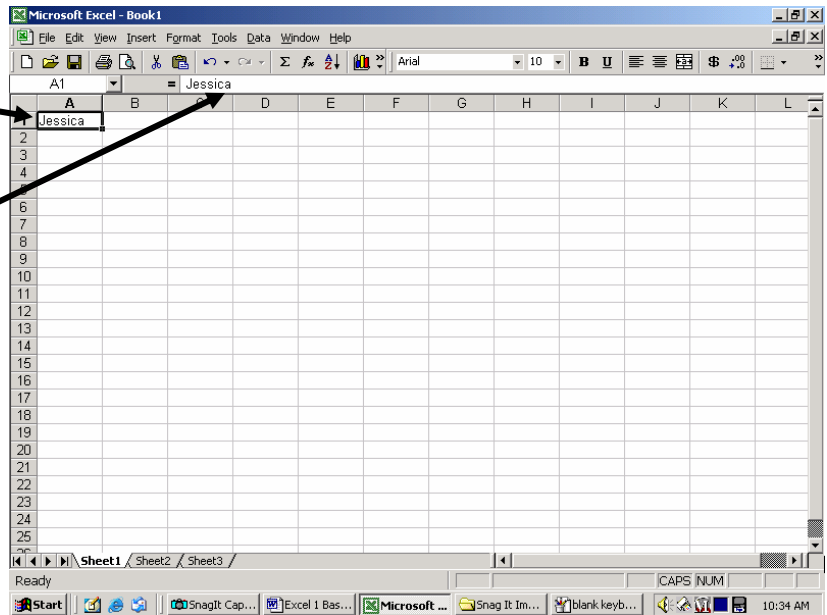 Microsoft Excel - Book1
File Edit View Insert Format Tools Data Window Help
Arial 10 B U $
A1 = Jessica
A B D E F G H I J K L
1 Jessica
2
3
4
6
7
8
9
10
11
12
13
14
15
16
17
18
19
20
21
22
23
24
25
Sheet1 Sheet2 Sheet3
Ready CAPS NUM
Start SnagIt Cap... Excel 1 Bas... Microsoft ... Snag It Im... blank keyb... 10:34 AM